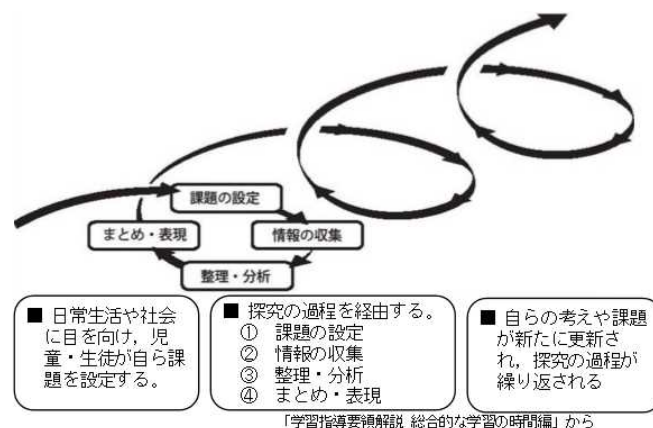 課題の設定
まとめ・表現
情報の収集
整理・分析
■ 日常生活や社会
に目を向け，児
童・生徒が自ら課
題を設定する。
■ 探究の過程を経由する。
① 課題の設定
② 情報の収集
③ 整理・分析
④ まとめ・表現
■ 自らの考えや課題
が新たに更新さ
れ，探究の過程が
繰り返される
「学習指導要領解説 総合的な学習の時間編」から